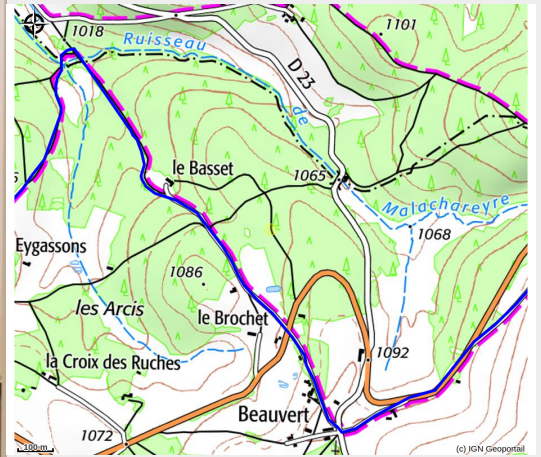 1018
1101
Ruisseau
D 23
de
le Basset
1065
Malachareyre
1068
Eygassons
1086
les Arcis
le Brochet
la Croix des Ruches
1092
Beauvert
1072
100 m
(c) IGN Geoportail